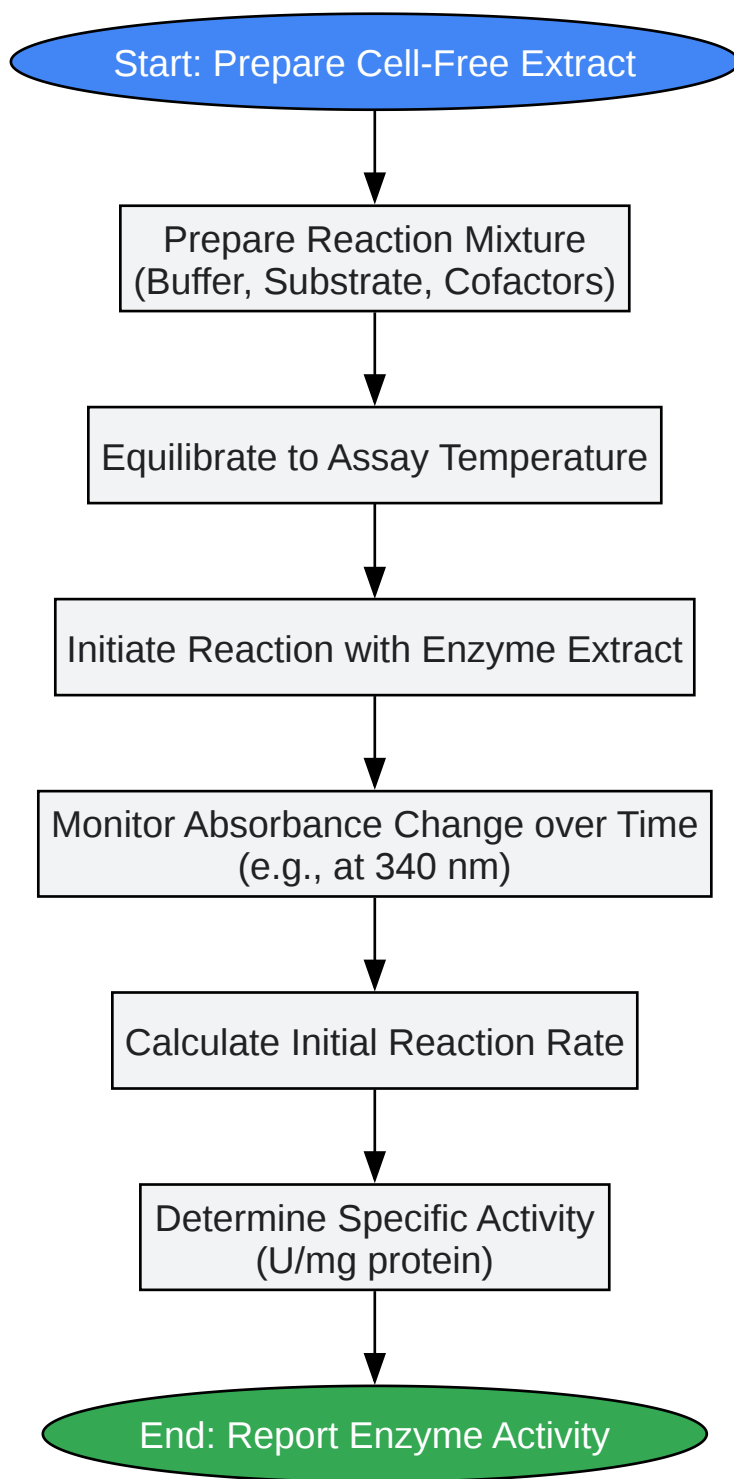 Start: Prepare Cell-Free Extract
Prepare Reaction Mixture
(Buffer, Substrate, Cofactors)
Equilibrate to Assay Temperature
Initiate Reaction with Enzyme Extract
Monitor Absorbance Change over Time
(e.g., at 340 nm)
Calculate Initial Reaction Rate
Determine Specific Activity
(U/mg protein)
End: Report Enzyme Activity